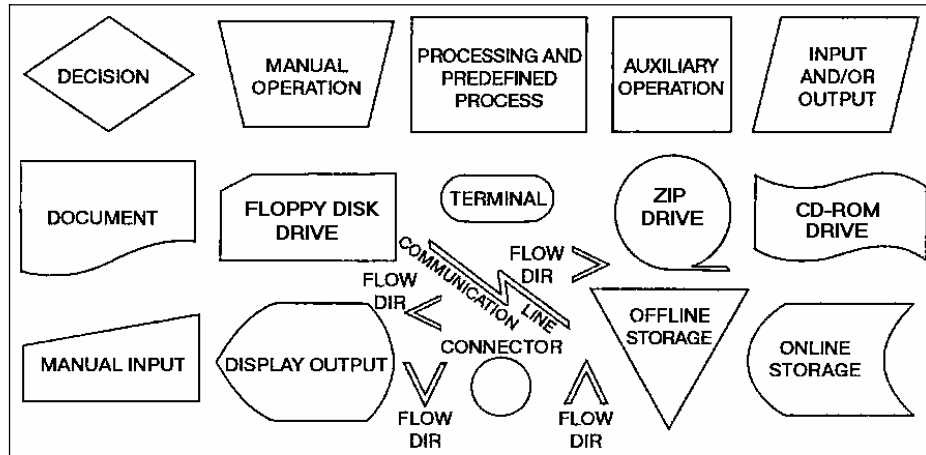 DECISION
MANUAL
OPERATION
PROCESSING AND
PREDEFINED
PROCESS
AUXILIARY
OPERATION
INPUT
AND/OR
OUTPUT
DOCUMENT
FLOPPY DISK
DRIVE
TERMINAL
ZIP
DRIVE
CD-ROM
DRIVE
FLOW
DIR
COMMUNICATION
LINE
FLOW
DIR
MANUAL INPUT
DISPLAY OUTPUT
CONNECTOR
OFFLINE
STORAGE
ONLINE
STORAGE
FLOW
DIR
FLOW
DIR